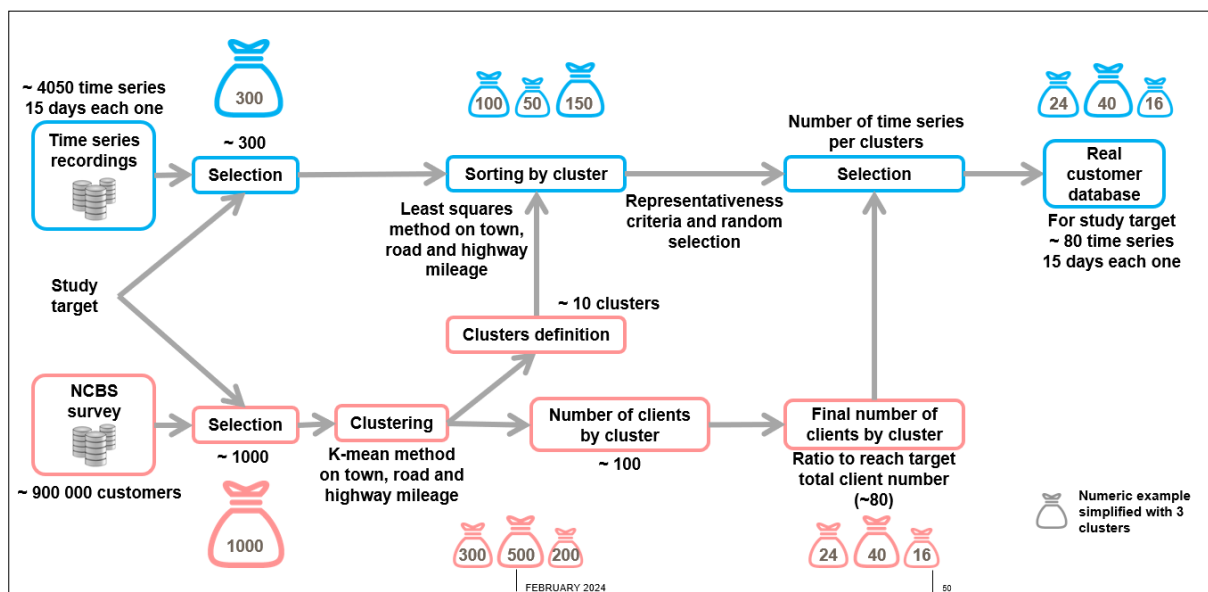 ~ 4050 time series
15 days each one
Time series
recordings
300
~ 300
Selection
100
50
150
Sorting by cluster
Least squares
method on town,
road and highway
mileage
Representativeness
criteria and random
selection
Number of time series
per clusters
Selection
24
40
16
Real
customer
database
For study target
~ 80 time series
15 days each one
Study
target
~ 10 clusters
Clusters definition
NCBS
survey
~ 900 000 customers
Selection
~ 1000
1000
Clustering
K-mean method
on town, road and
highway mileage
Number of clients
by cluster
~ 100
300
500
200
Final number of
clients by cluster
Ratio to reach target
total client number
(~80)
24
40
16
Numeric example
simplified with 3
clusters
FEBRUARY 2024
50